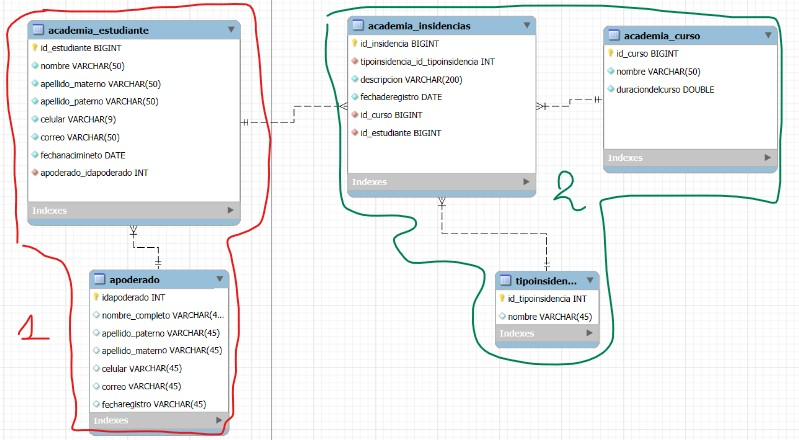 academia_estudiante
id_estudiante BIGINT
nombre VARCHAR(50)
apellido_materno VARCHAR(50)
apellido_paterno VARCHAR(50)
celular VARCHAR(9)
correo VARCHAR(50)
fechanacimineto DATE
apoderado_idapoderado INT
Indexes
academia_insidencias
id_insidencia BIGINT
tipoinsidencia_id_tipoinsidencia INT
descripcion VARCHAR(200)
fechaderegistro DATE
id_curso BIGINT
id_estudiante BIGINT
Indexes
academia_curso
id_curso BIGINT
nombre VARCHAR(50)
duraciondelcurso DOUBLE
Indexes
2
apoderado
idapoderado INT
nombre_completo VARCHAR(4...
apellido_paterno VARCHAR(45)
apellido_materno VARCHAR(45)
celular VARCHAR(45)
correo VARCHAR(45)
fecharegistro VARCHAR(45)
Indexes
1
tipoinsiden...
id_tipoinsidencia INT
nombre VARCHAR(45)
Indexes